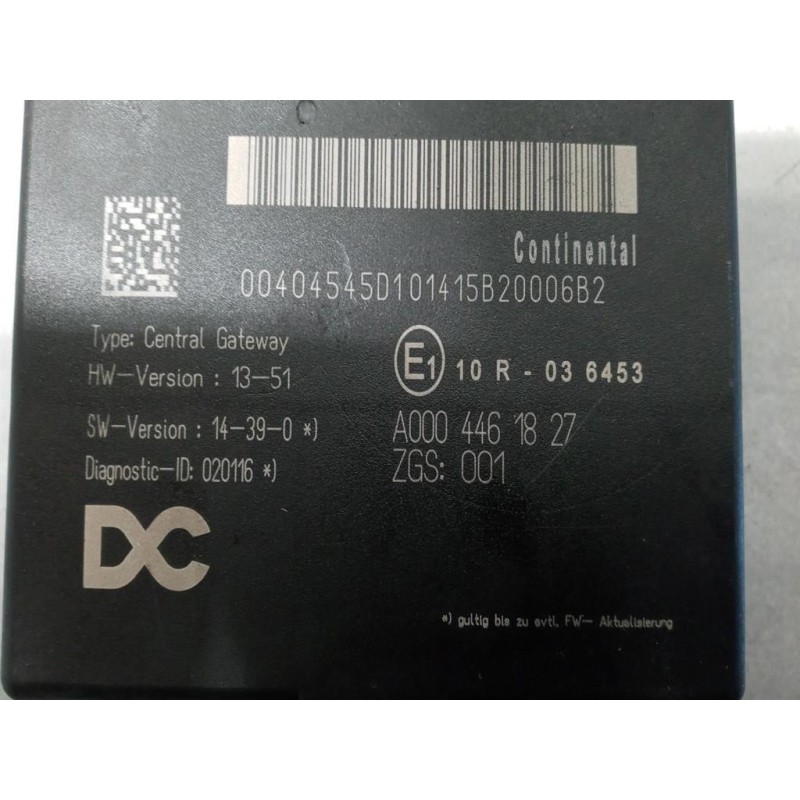 Continental
00404545D101415B20006B2
Type: Central Gateway
HW-Version : 13-51
E1 10 R - 03 6453
SW-Version : 14-39-0 *)
A000 446 18 27
Diagnostic-ID: 020116 *)
ZGS: 001
DC
*) gultig bis zu evtl. FW- Aktualisierung